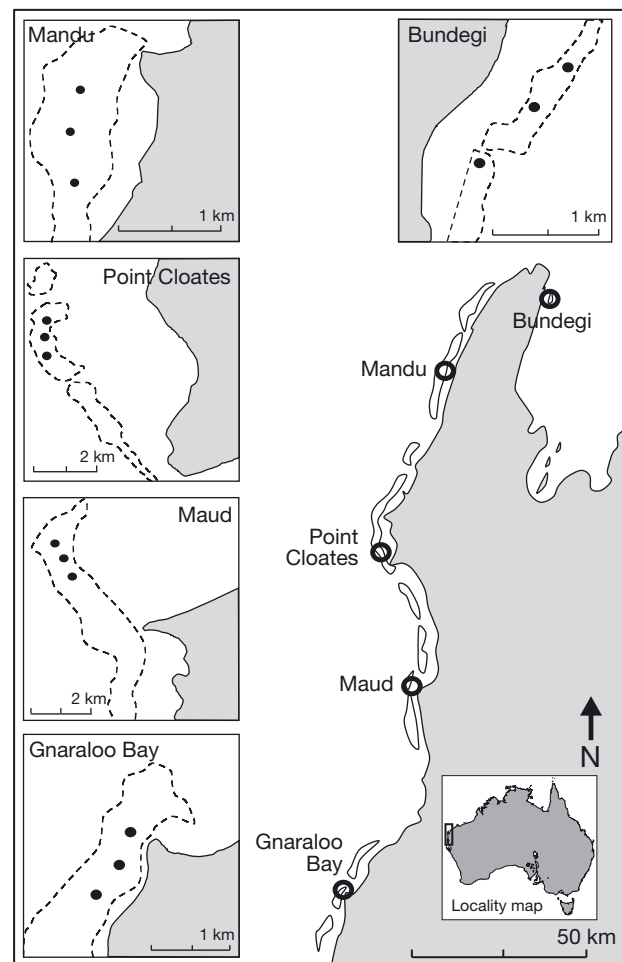 Mandu
1 km
Bundegi
1 km
Point Cloates
2 km
Maud
2 km
Gnaraloo Bay
1 km
Bundegi
Mandu
Point
Cloates
Maud
N
Gnaraloo
Bay
Locality map
50 km